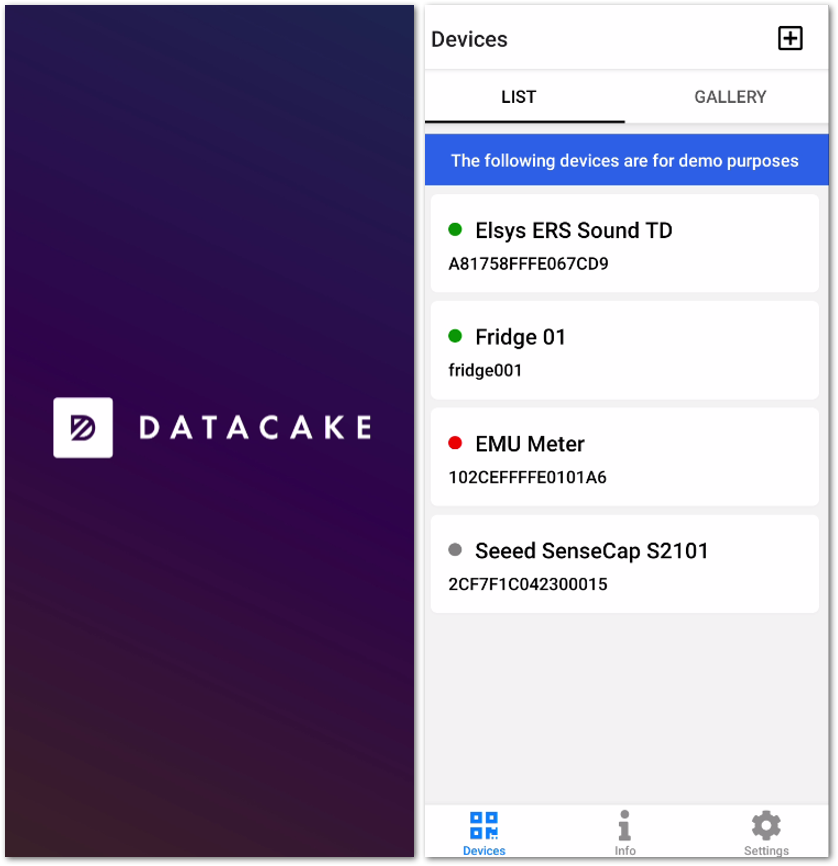 DATACAKE
Devices
LIST
GALLERY
The following devices are for demo purposes
Elsys ERS Sound TD
A81758FFFE067CD9
Fridge 01
fridge001
EMU Meter
102CEFFFFE0101A6
Seeed SenseCap S2101
2CF7F1C042300015
Devices
Info
Settings